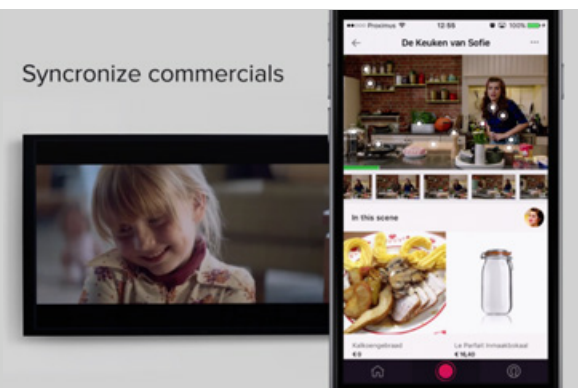 Syncronize commercials
Proximus 12:55 100%
De Keuken van Sofie
In this scene
Kalkoengebraad
€ 6
Le Parfait Inmaakbokaal
€ 16,40